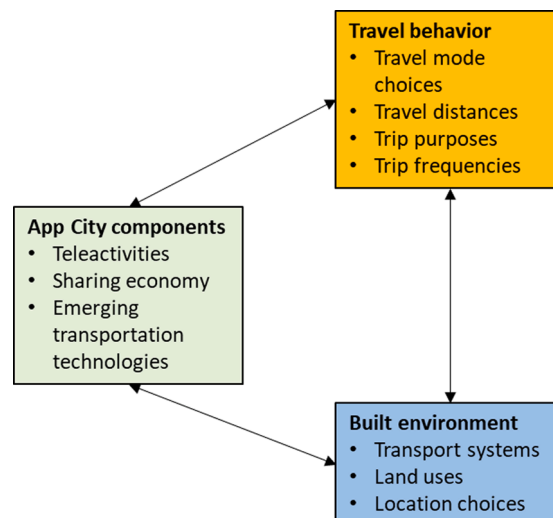 Travel behavior
• Travel mode
choices
• Travel distances
• Trip purposes
• Trip frequencies
App City components
• Teleactivities
• Sharing economy
• Emerging
transportation
technologies
Built environment
• Transport systems
• Land uses
• Location choices